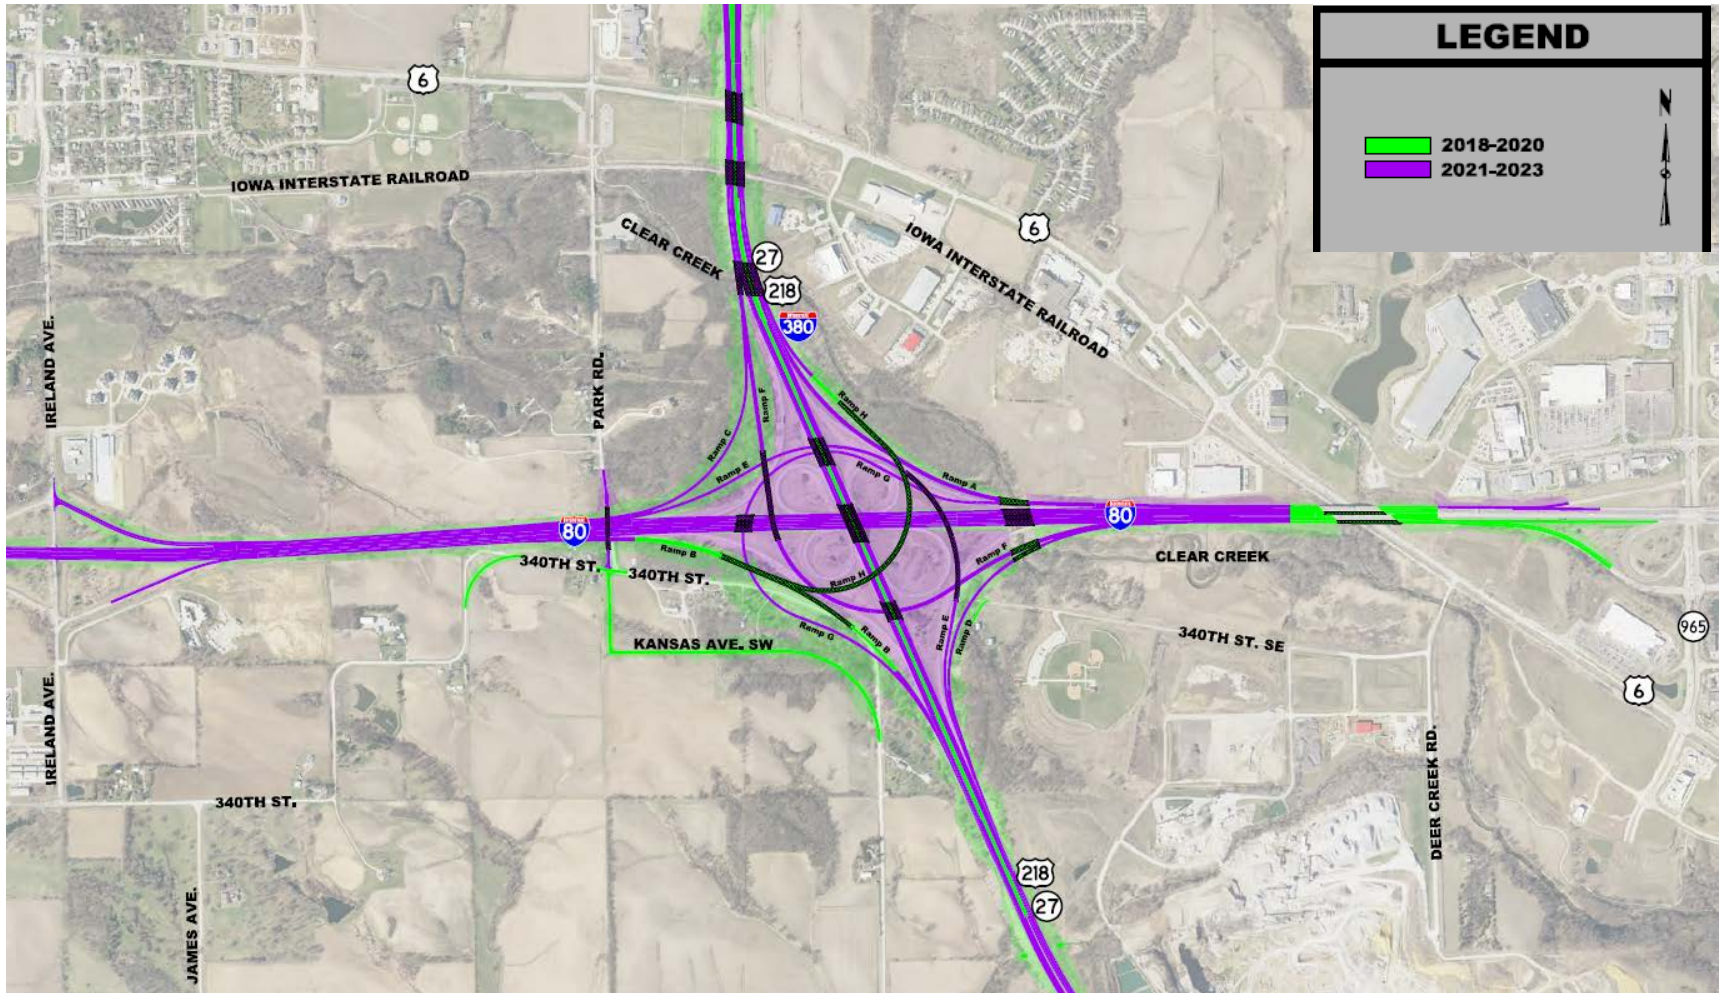 LEGEND
N
2018-2020
2021-2023
6
IOWA INTERSTATE RAILROAD
CLEAR CREEK
27
218
380
6
IOWA INTERSTATE RAILROAD
IRELAND AVE.
PARK RD.
Ramp F
Ramp H
Ramp C
Ramp E
Ramp G
Ramp A
80
80
Ramp B
Ramp F
CLEAR CREEK
340TH ST.
340TH ST.
Ramp H
Ramp G
Ramp B
Ramp E
Ramp D
340TH ST. SE
965
KANSAS AVE. SW
6
IRELAND AVE.
340TH ST.
DEER CREEK RD.
218
27
JAMES AVE.